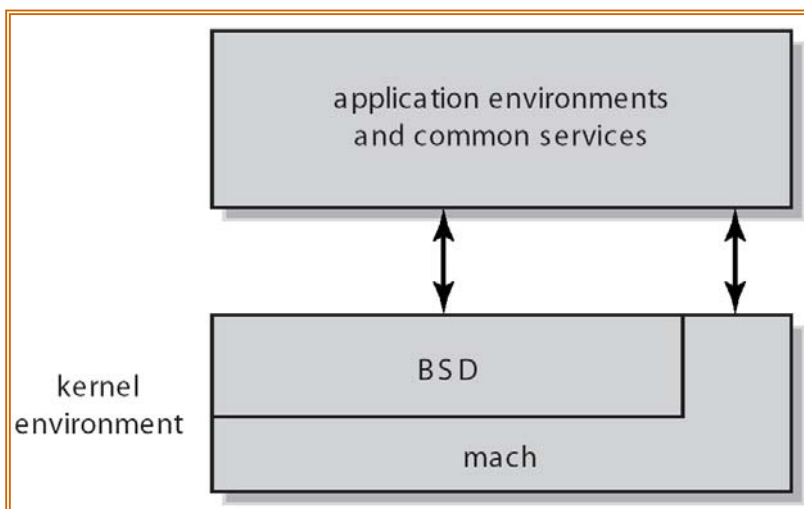 application environments
and common services
kernel
environment
BSD
mach